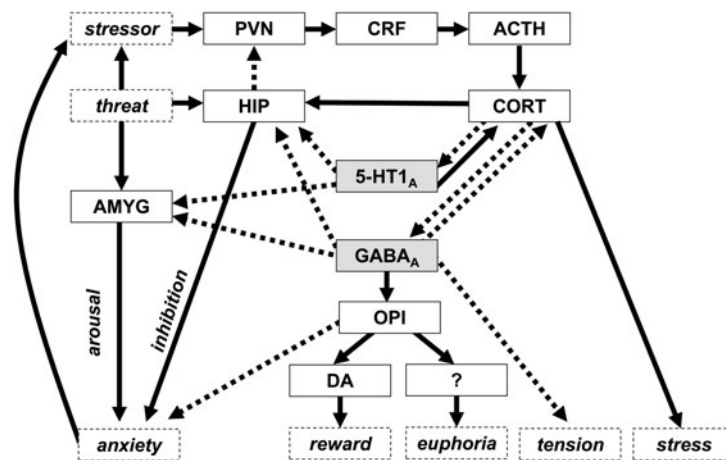 stressor
PVN
CRF
ACTH
threat
HIP
CORT
5-HT1A
AMYG
GABAA
arousal
inhibition
OPI
DA
?
anxiety
reward
euphoria
tension
stress